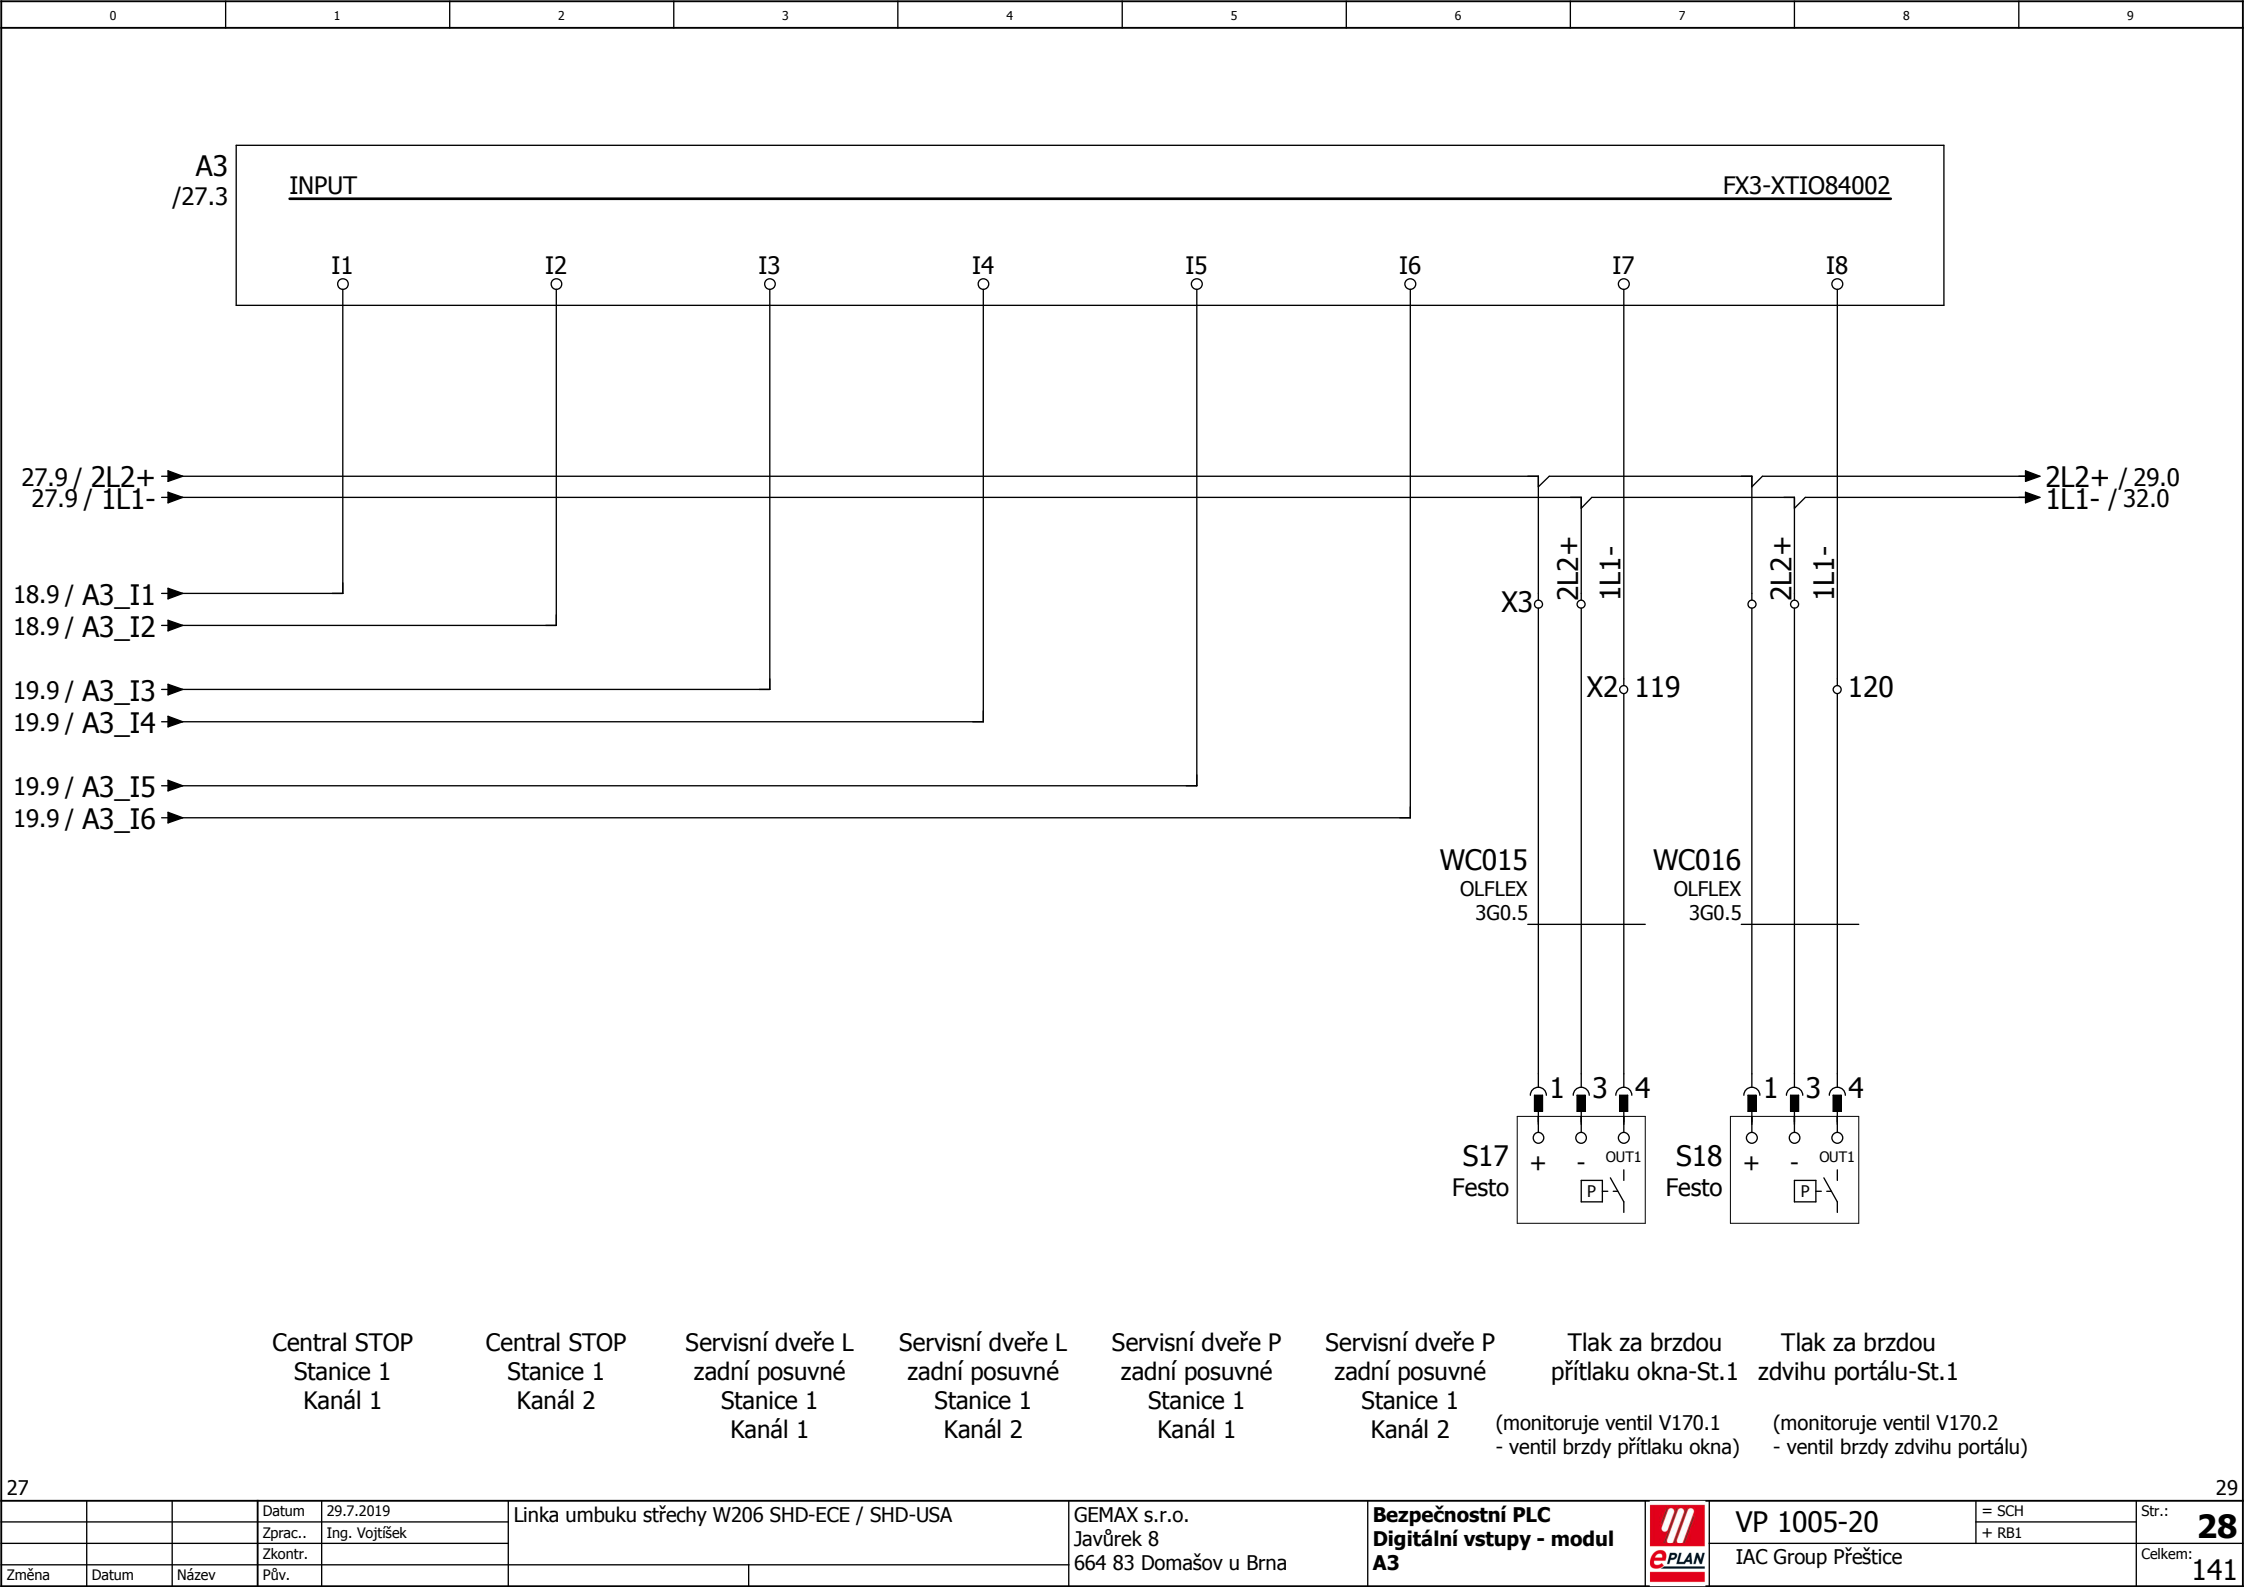 0 1 2 3 4 5 6 7 8 9
A3
/27.3
INPUT FX3-XTIO84002
I1 I2 I3 I4 I5 I6 I7 I8
27.9 / 2L2+
27.9 / 1L1-
2L2+ / 29.0
1L1- / 32.0
2L2+ 1L1- 2L2+ 1L1-
18.9 / A3_I1
X3
18.9 / A3_I2
19.9 / A3_I3
X2 119 120
19.9 / A3_I4
19.9 / A3_I5
19.9 / A3_I6
WC015
OLFLEX
3G0.5
WC016
OLFLEX
3G0.5
1 3 4 1 3 4
S17
Festo
+ - OUT1
P
S18
Festo
+ - OUT1
P
Central STOP
Stanice 1
Kanál 1
Central STOP
Stanice 1
Kanál 2
Servisní dveře L
zadní posuvné
Stanice 1
Kanál 1
Servisní dveře L
zadní posuvné
Stanice 1
Kanál 2
Servisní dveře P
zadní posuvné
Stanice 1
Kanál 1
Servisní dveře P
zadní posuvné
Stanice 1
Kanál 2
Tlak za brzdou
přítlaku okna-St.1
(monitoruje ventil V170.1
- ventil brzdy přítlaku okna)
Tlak za brzdou
zdvihu portálu-St.1
(monitoruje ventil V170.2
- ventil brzdy zdvihu portálu)
27 29
Datum 29.7.2019
Zprac.. Ing. Vojtíšek
Zkontr.
Změna Datum Název Pův.
Linka umbuku střechy W206 SHD-ECE / SHD-USA
GEMAX s.r.o.
Javůrek 8
664 83 Domašov u Brna
Bezpečnostní PLC
Digitální vstupy - modul
A3
ePLAN
VP 1005-20
IAC Group Přeštice
= SCH
+ RB1
Str.: 28
Celkem: 141